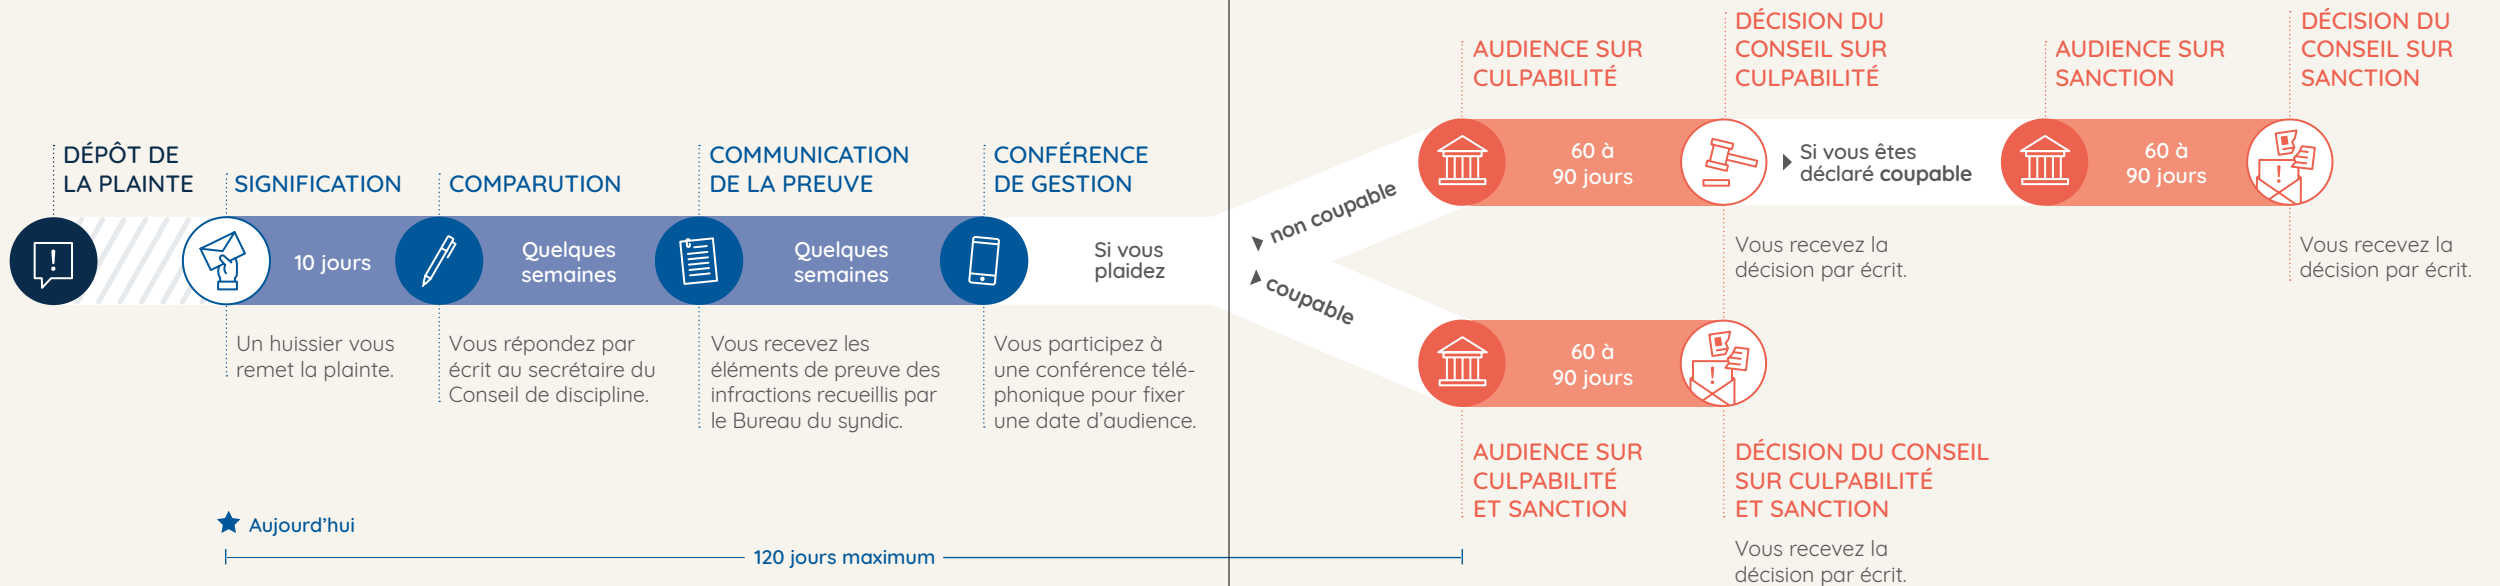 DÉPÔT DE
LA PLAINTE
SIGNIFICATION
10 jours
Un huissier vous
remet la plainte.
COMPARUTION
Quelques
semaines
Vous répondez par
écrit au secrétaire du
Conseil de discipline.
COMMUNICATION
DE LA PREUVE
Quelques
semaines
Vous recevez les
éléments de preuve des
infractions recueillis par
le Bureau du syndic.
CONFÉRENCE
DE GESTION
Vous participez à
une conférence télé-
phonique pour fixer
une date d'audience.
Si vous
plaidez
non coupable
AUDIENCE SUR
CULPABILITÉ
60 à
90 jours
DÉCISION DU
CONSEIL SUR
CULPABILITÉ
Vous recevez la
décision par écrit.
Si vous êtes
déclaré coupable
AUDIENCE SUR
SANCTION
60 à
90 jours
DÉCISION DU
CONSEIL SUR
SANCTION
Vous recevez la
décision par écrit.
coupable
60 à
90 jours
AUDIENCE SUR
CULPABILITÉ
ET SANCTION
DÉCISION DU CONSEIL
SUR CULPABILITÉ
ET SANCTION
Vous recevez la
décision par écrit.
Aujourd'hui
120 jours maximum